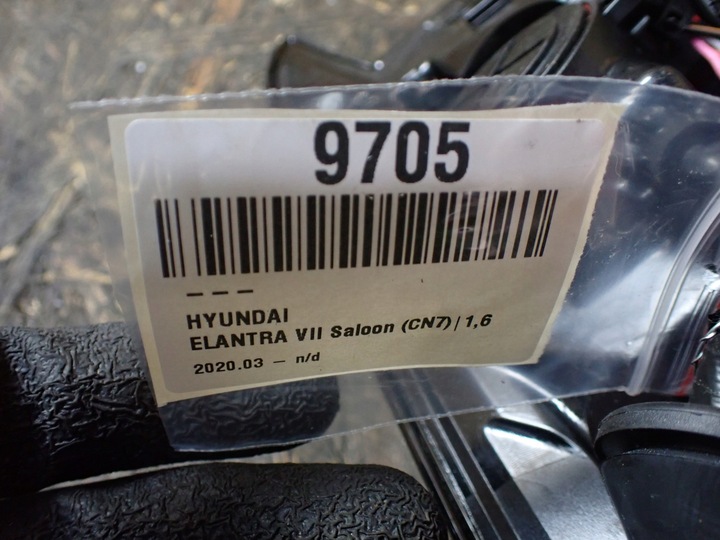 9705
– – –
HYUNDAI
ELANTRA VII Saloon (CN7) | 1,6
2020.03 – n/d